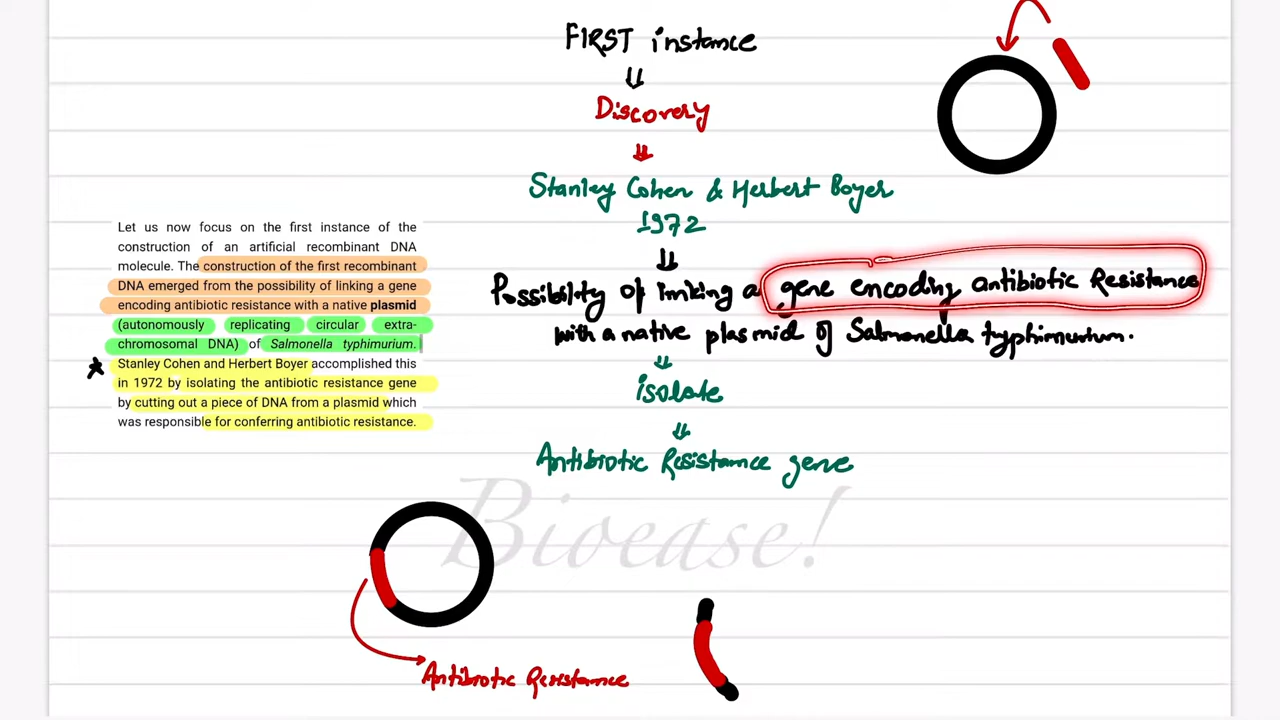 FIRST instance
Discovery
Stanley Cohen & Herbert Boyer
1972
Possibility of linking a gene encoding antibiotic Resistance
with a native plasmid of Salmonella typhimurium.
isolate
Antibiotic Resistance gene
Let us now focus on the first instance of the
construction of an artificial recombinant DNA
molecule. The construction of the first recombinant
DNA emerged from the possibility of linking a gene
encoding antibiotic resistance with a native plasmid
(autonomously replicating circular extra-
chromosomal DNA) of Salmonella typhimurium.
Stanley Cohen and Herbert Boyer accomplished this
in 1972 by isolating the antibiotic resistance gene
by cutting out a piece of DNA from a plasmid which
was responsible for conferring antibiotic resistance.
Bioease!
Antibiotic Resistance